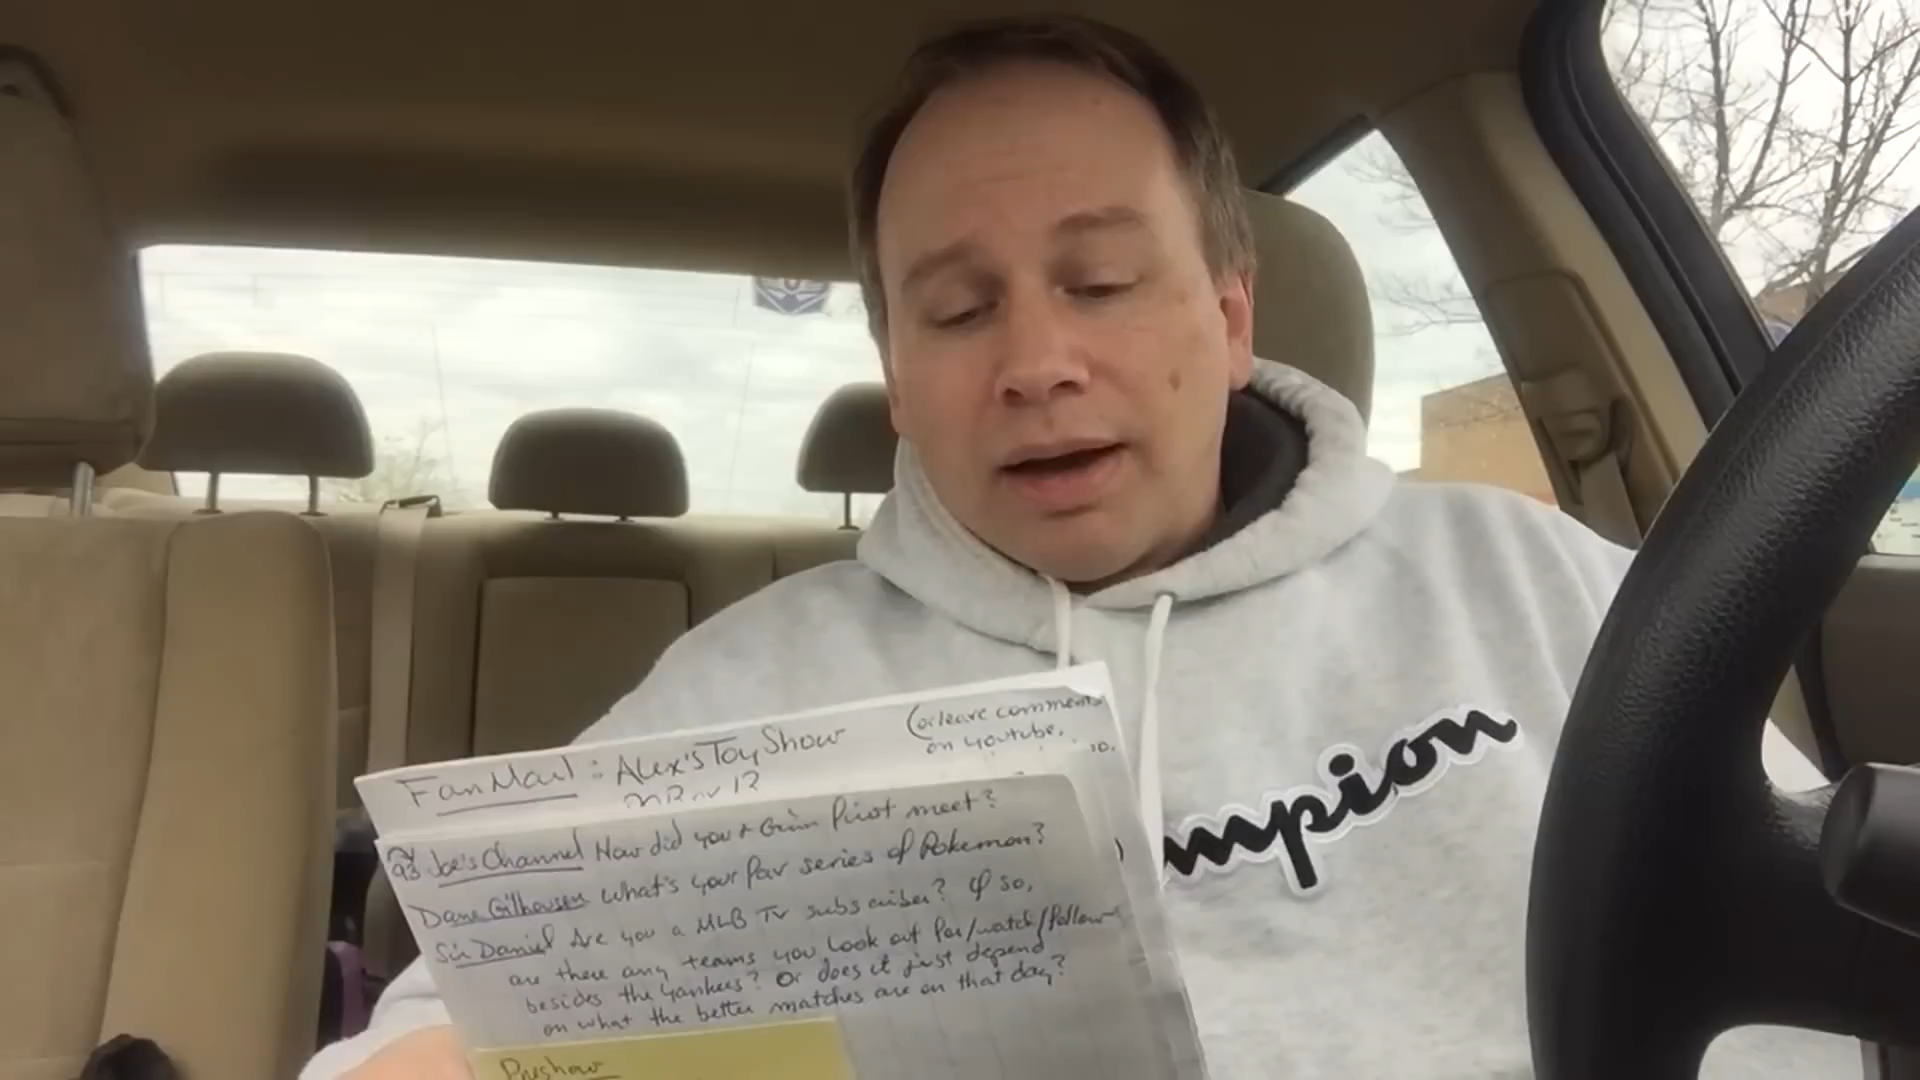 Fan Mail: Alex's Toy Show
(or leave comments
on Youtube.
Joe's Channel How did you & Grim Pivot meet?
Dane Gilhousen What's your fav series of Pokemon?
Sir Daniel Are you a MLB TV subscriber? If so,
are there any teams you look out for/watch/follow
besides the Yankees? Or does it just depend
on what the better matches are on that day?
Preshow
mpion